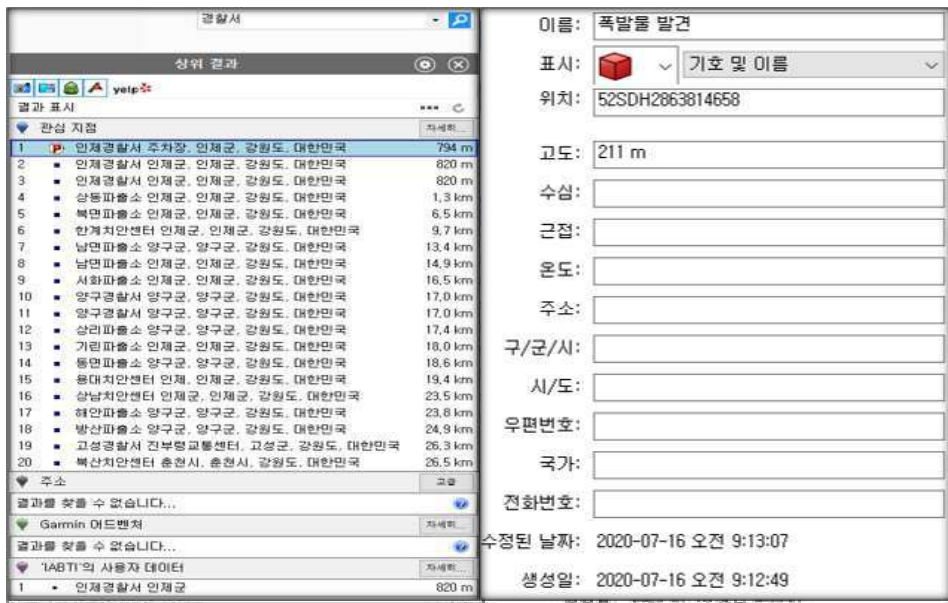 경찰서
상위 결과
yelp
결과 표시
관심 지점 자세히...
1 인제경찰서 주차장, 인제군, 강원도, 대한민국 794 m
2 인제경찰서 인제군, 인제군, 강원도, 대한민국 820 m
3 인제경찰서 인제군, 인제군, 강원도, 대한민국 820 m
4 상동파출소 인제군, 인제군, 강원도, 대한민국 1,3 km
5 북면파출소 인제군, 인제군, 강원도, 대한민국 6,5 km
6 한계치안센터 인제군, 인제군, 강원도, 대한민국 9,7 km
7 남면파출소 양구군, 양구군, 강원도, 대한민국 13,4 km
8 남면파출소 인제군, 인제군, 강원도, 대한민국 14,9 km
9 서화파출소 인제군, 인제군, 강원도, 대한민국 16,5 km
10 양구경찰서 양구군, 양구군, 강원도, 대한민국 17,0 km
11 양구경찰서 양구군, 양구군, 강원도, 대한민국 17,0 km
12 상리파출소 양구군, 양구군, 강원도, 대한민국 17,4 km
13 기린파출소 인제군, 인제군, 강원도, 대한민국 18,0 km
14 동면파출소 양구군, 양구군, 강원도, 대한민국 18,6 km
15 용대치안센터 인제, 인제군, 강원도, 대한민국 19,4 km
16 상남치안센터 인제군, 인제군, 강원도, 대한민국 23,5 km
17 해안파출소 양구군, 양구군, 강원도, 대한민국 23,8 km
18 방산파출소 양구군, 양구군, 강원도, 대한민국 24,9 km
19 고성경찰서 진부령교통센터, 고성군, 강원도, 대한민국 26,3 km
20 북산치안센터 춘천시, 춘천시, 강원도, 대한민국 26,5 km
주소 고급
결과를 찾을 수 없습니다...
Garmin 어드벤처 자세히...
결과를 찾을 수 없습니다...
'IABTI'의 사용자 데이터 자세히...
1 인제경찰서 인제군 820 m
이름: 폭발물 발견
표시: 기호 및 이름
위치: 52SDH2863814658
고도: 211 m
수심:
근접:
온도:
주소:
구/군/시:
시/도:
우편번호:
국가:
전화번호:
수정된 날짜: 2020-07-16 오전 9:13:07
생성일: 2020-07-16 오전 9:12:49